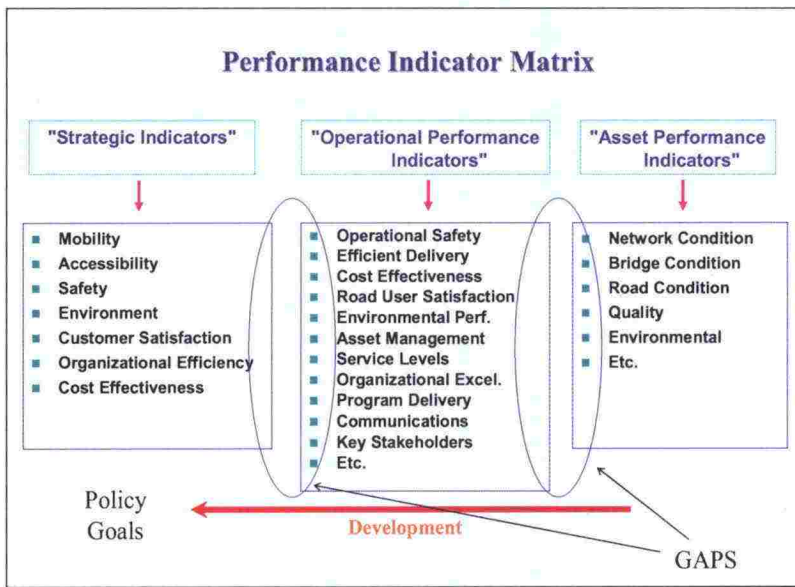 Performance Indicator Matrix
"Strategic Indicators"
"Operational Performance
Indicators"
"Asset Performance
Indicators"
Mobility
Accessibility
Safety
Environment
Customer Satisfaction
Organizational Efficiency
Cost Effectiveness
Operational Safety
Efficient Delivery
Cost Effectiveness
Road User Satisfaction
Environmental Perf.
Asset Management
Service Levels
Organizational Excel.
Program Delivery
Communications
Key Stakeholders
Etc.
Network Condition
Bridge Condition
Road Condition
Quality
Environmental
Etc.
Policy
Goals
Development
GAPS